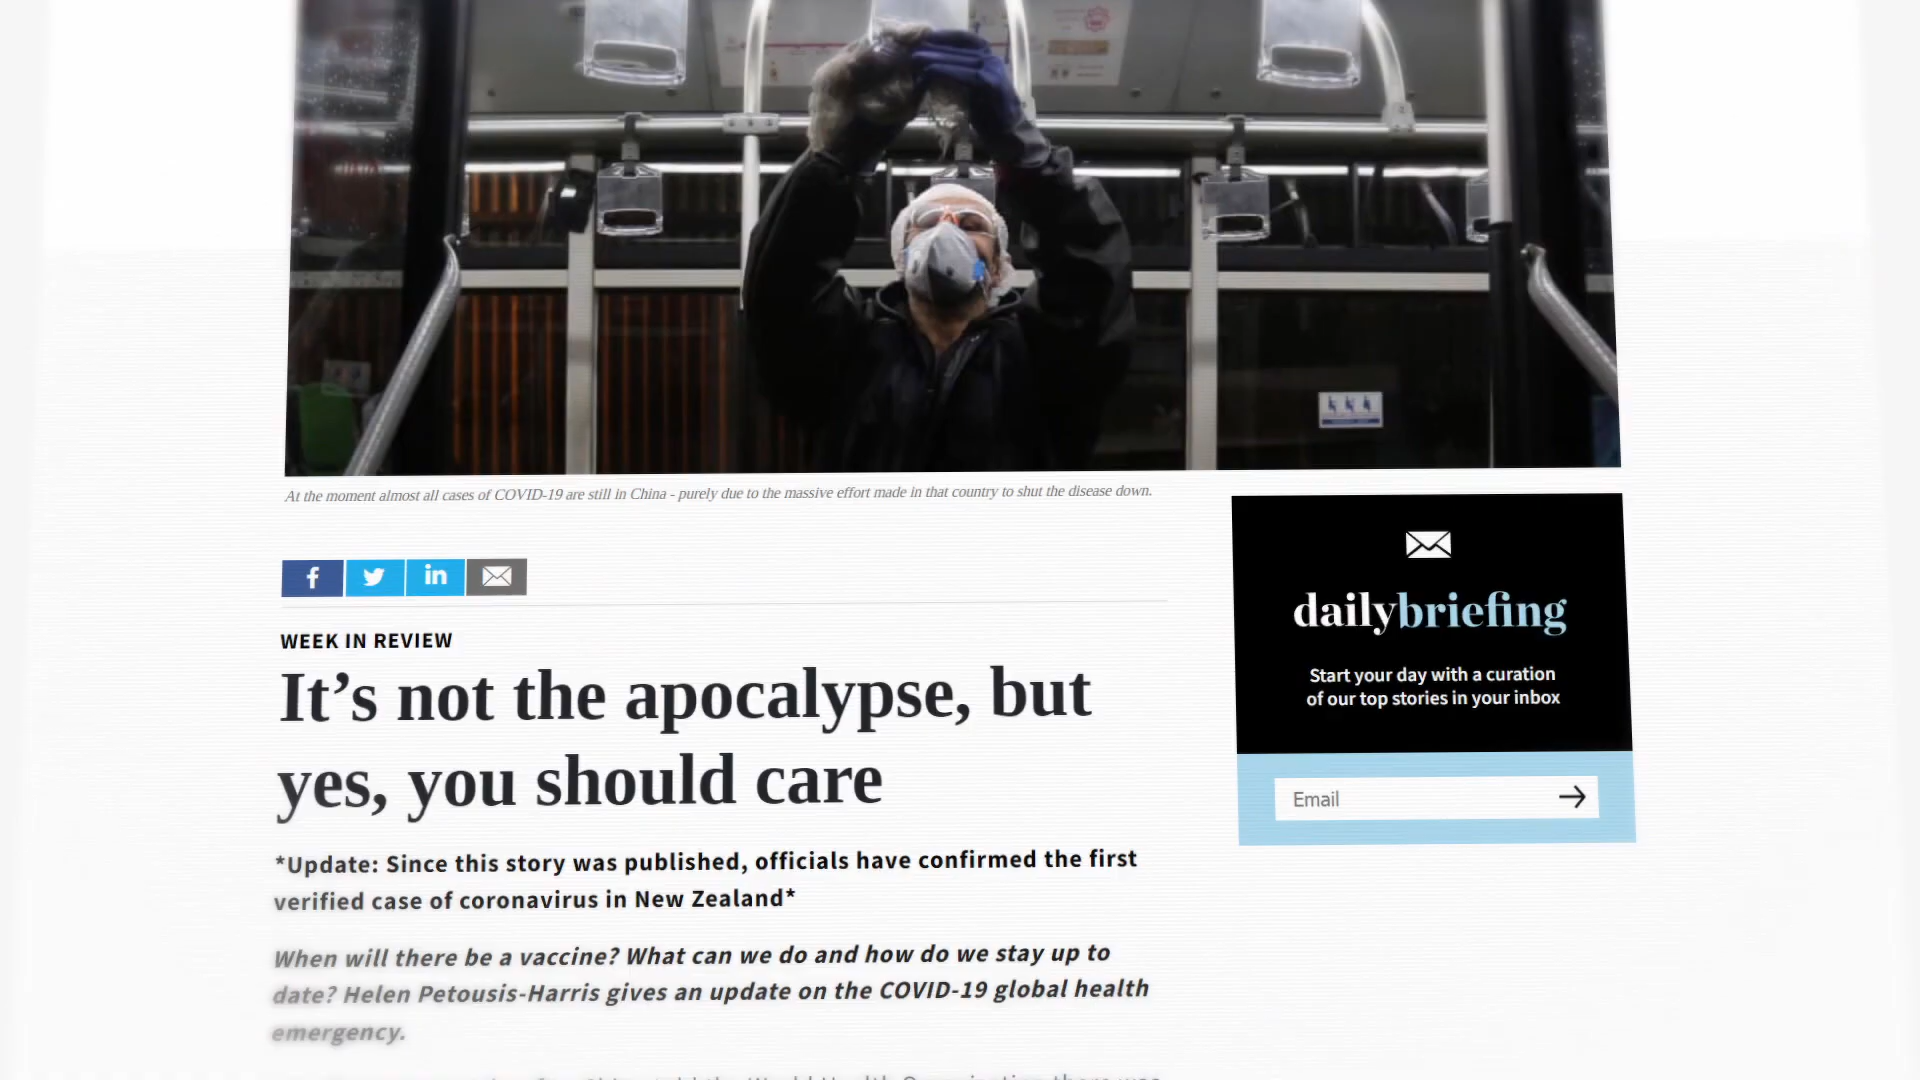 At the moment almost all cases of COVID-19 are still in China - purely due to the massive effort made in that country to shut the disease down.
WEEK IN REVIEW
It’s not the apocalypse, but
yes, you should care
*Update: Since this story was published, officials have confirmed the first
verified case of coronavirus in New Zealand*
When will there be a vaccine? What can we do and how do we stay up to
date? Helen Petousis-Harris gives an update on the COVID-19 global health
emergency.
dailybriefing
Start your day with a curation
of our top stories in your inbox
Email